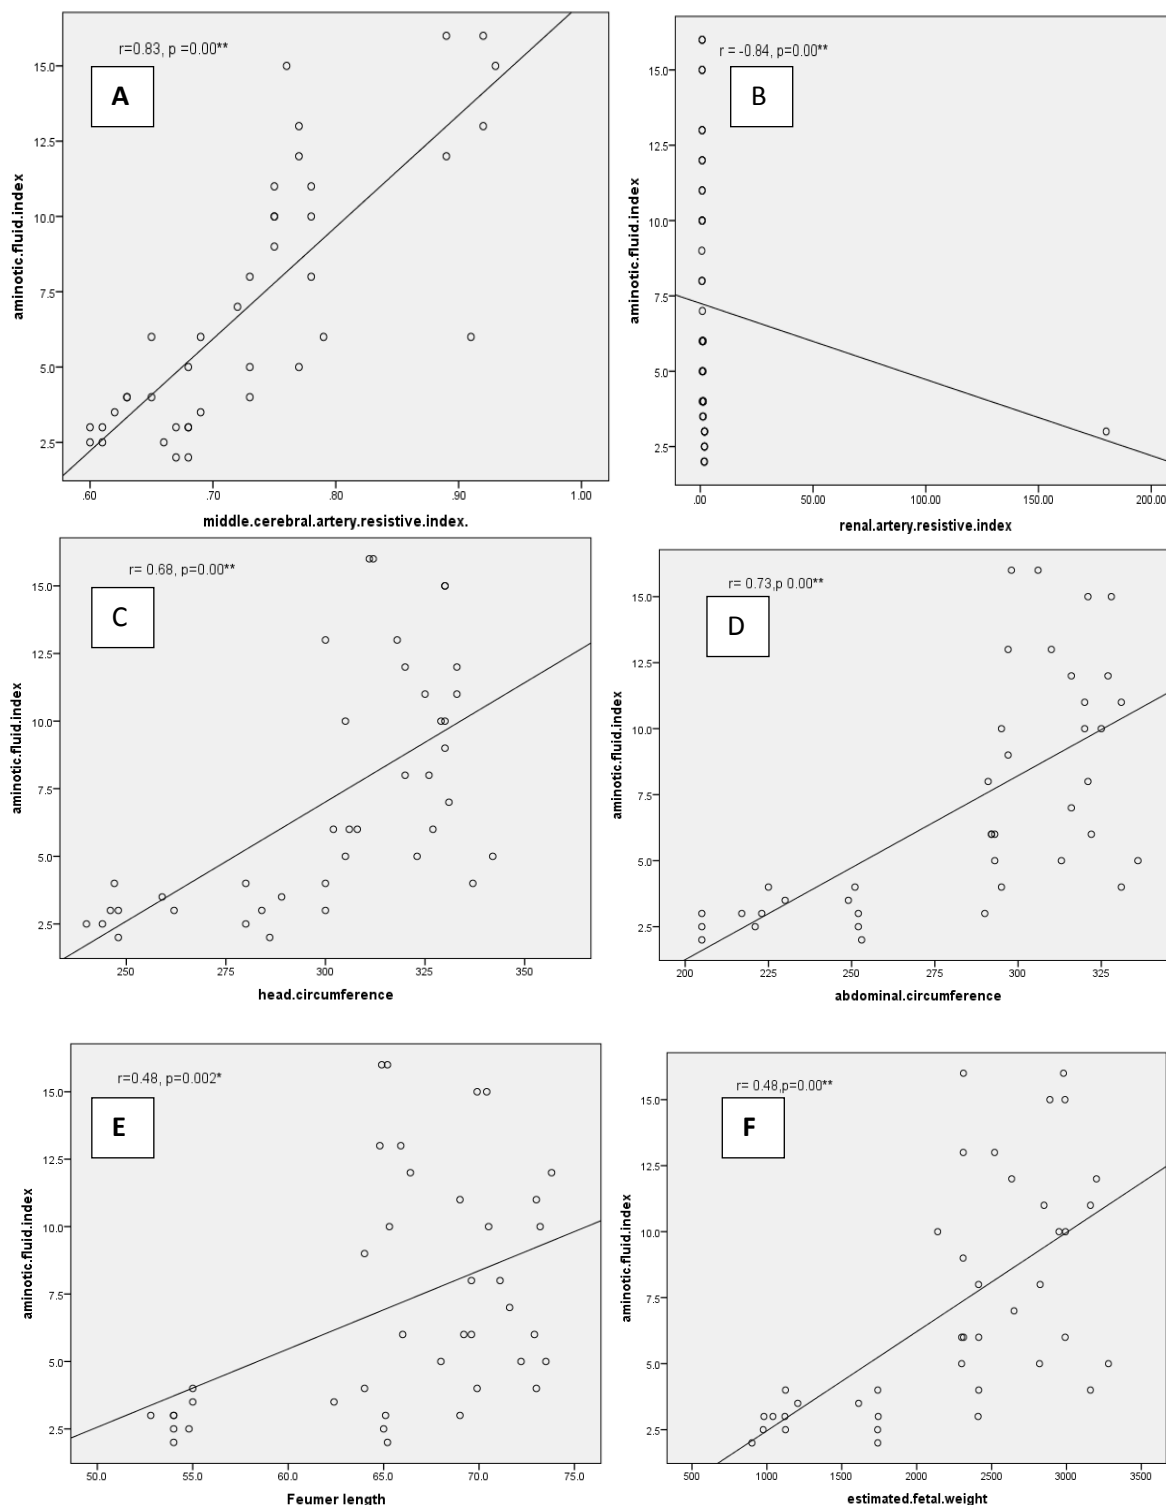 r=0.83, p =0.00**
A
aminotic.fluid.index
15.0
12.5
10.0
7.5
5.0
2.5
.60 .70 .80 .90 1.00
middle.cerebral.artery.resistive.index.
r = -0.84, p=0.00**
B
aminotic.fluid.index
15.0
12.5
10.0
7.5
5.0
2.5
.00 50.00 100.00 150.00 200.00
renal.artery.resistive.index
r= 0.68, p=0.00**
C
aminotic.fluid.index
15.0
12.5
10.0
7.5
5.0
2.5
250 275 300 325 350
head.circumference
r= 0.73,p 0.00**
D
aminotic.fluid.index
15.0
12.5
10.0
7.5
5.0
2.5
200 225 250 275 300 325
abdominal.circumference
r=0.48, p=0.002*
E
aminotic.fluid.index
15.0
12.5
10.0
7.5
5.0
2.5
50.0 55.0 60.0 65.0 70.0 75.0
Feumer length
r= 0.48,p=0.00**
F
aminotic.fluid.index
15.0
12.5
10.0
7.5
5.0
2.5
500 1000 1500 2000 2500 3000 3500
estimated.fetal.weight